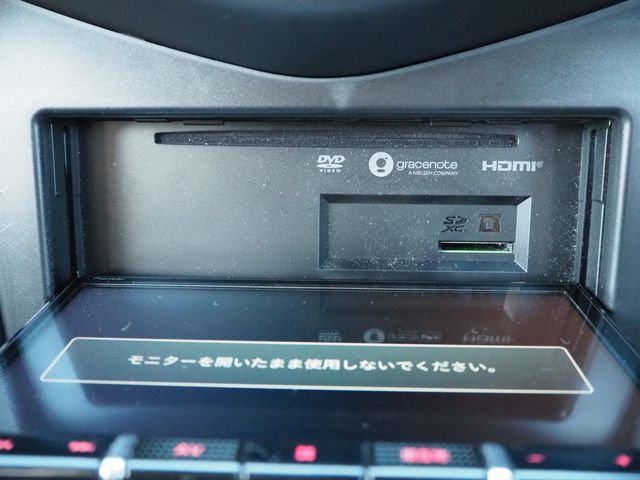 DVD
VIDEO
gracenote
A NIELSEN COMPANY
HDMI
SD
XC
モニターを開いたまま使用しないでください。